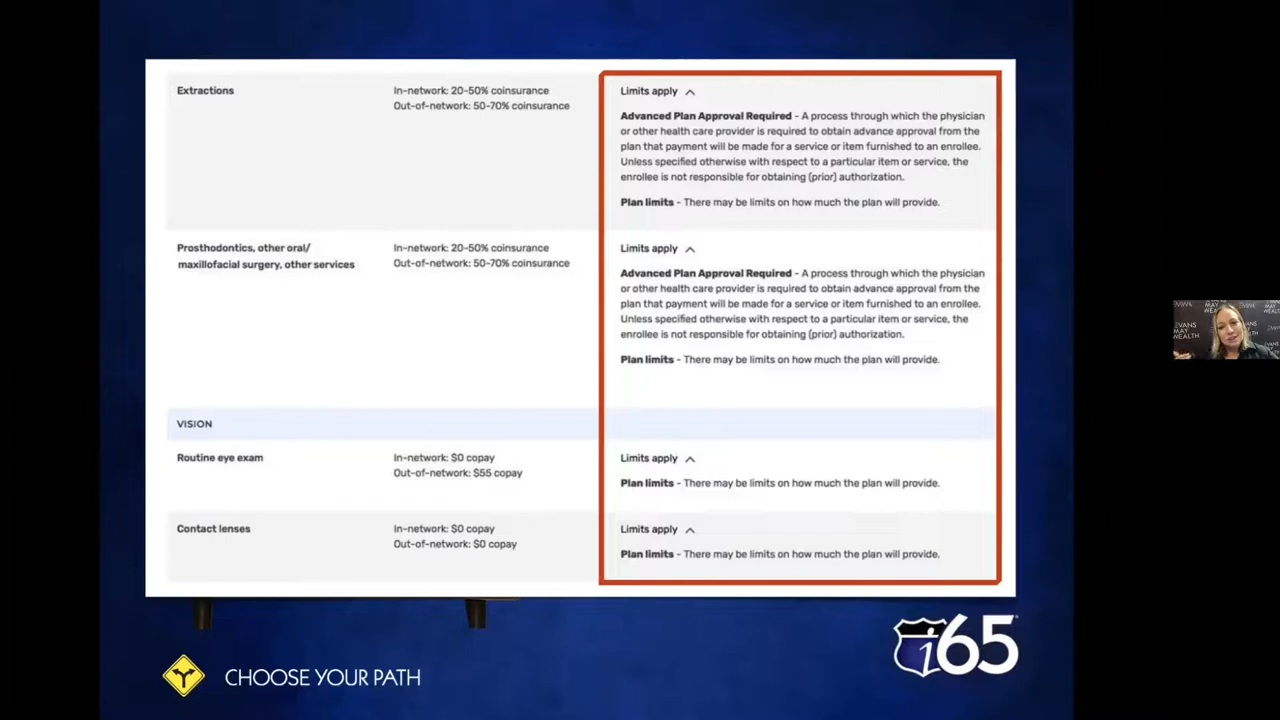 Extractions
In-network: 20-50% coinsurance
Out-of-network: 50-70% coinsurance
Limits apply
Advanced Plan Approval Required - A process through which the physician
or other health care provider is required to obtain advance approval from the
plan that payment will be made for a service or item furnished to an enrollee.
Unless specified otherwise with respect to a particular item or service, the
enrollee is not responsible for obtaining (prior) authorization.
Plan limits - There may be limits on how much the plan will provide.
Prosthodontics, other oral/
maxillofacial surgery, other services
In-network: 20-50% coinsurance
Out-of-network: 50-70% coinsurance
Limits apply
Advanced Plan Approval Required - A process through which the physician
or other health care provider is required to obtain advance approval from the
plan that payment will be made for a service or item furnished to an enrollee.
Unless specified otherwise with respect to a particular item or service, the
enrollee is not responsible for obtaining (prior) authorization.
Plan limits - There may be limits on how much the plan will provide.
VISION
Routine eye exam
In-network: $0 copay
Out-of-network: $55 copay
Limits apply
Plan limits - There may be limits on how much the plan will provide.
Contact lenses
In-network: $0 copay
Out-of-network: $0 copay
Limits apply
Plan limits - There may be limits on how much the plan will provide.
CHOOSE YOUR PATH
i65
EVANS
MAY
WEALTH